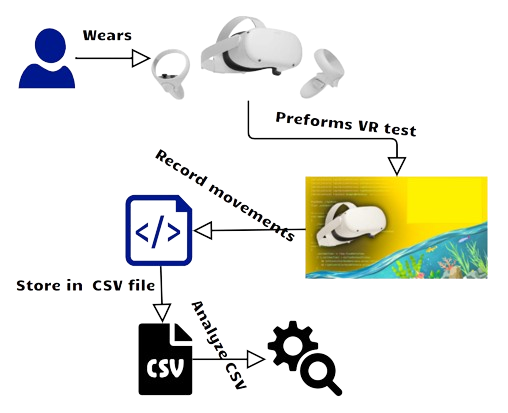 Wears
Preforms VR test
Record movements
</>
Store in CSV file
CSV
Analyze CSV